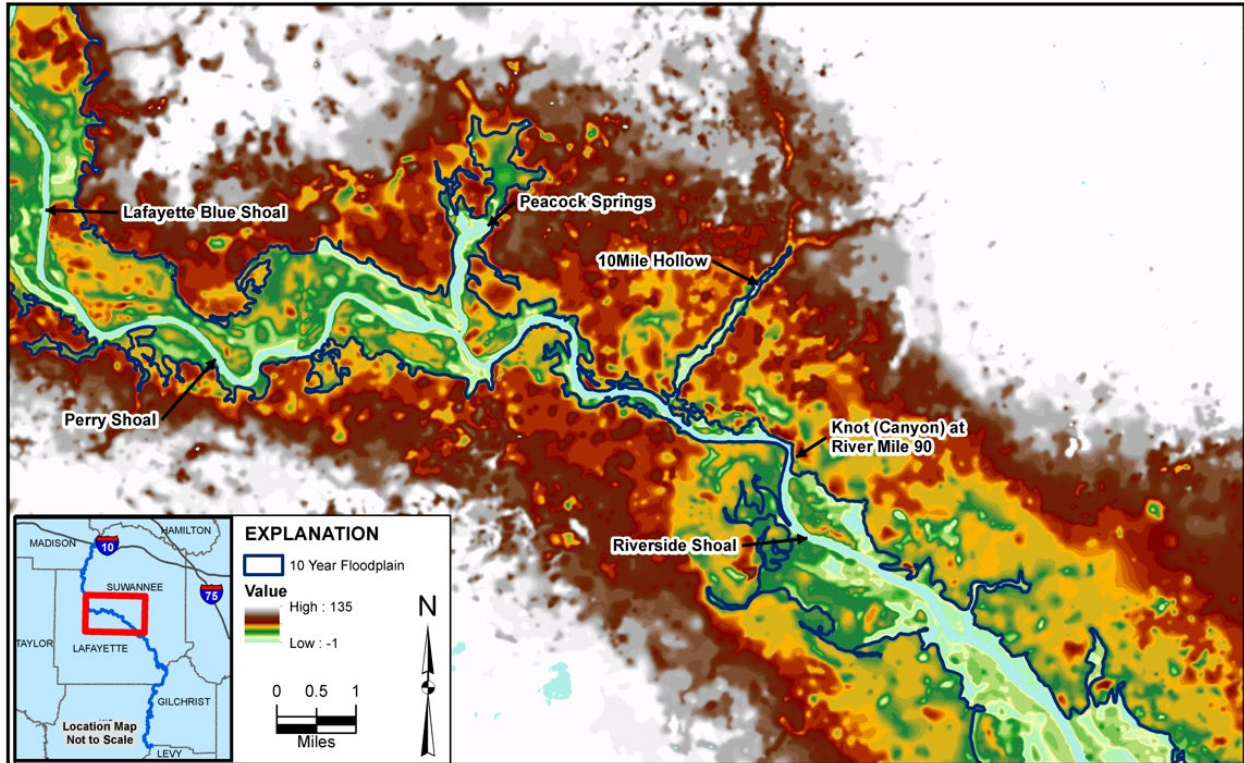 Lafayette Blue Shoal
Peacock Springs
10Mile Hollow
Perry Shoal
Knot (Canyon) at
River Mile 90
Riverside Shoal
HAMILTON
MADISON
10
SUWANNEE
75
TAYLOR
LAFAYETTE
GILCHRIST
Location Map
Not to Scale
LEVY
EXPLANATION
10 Year Floodplain
Value
High : 135
Low : -1
N
0 0.5 1
Miles